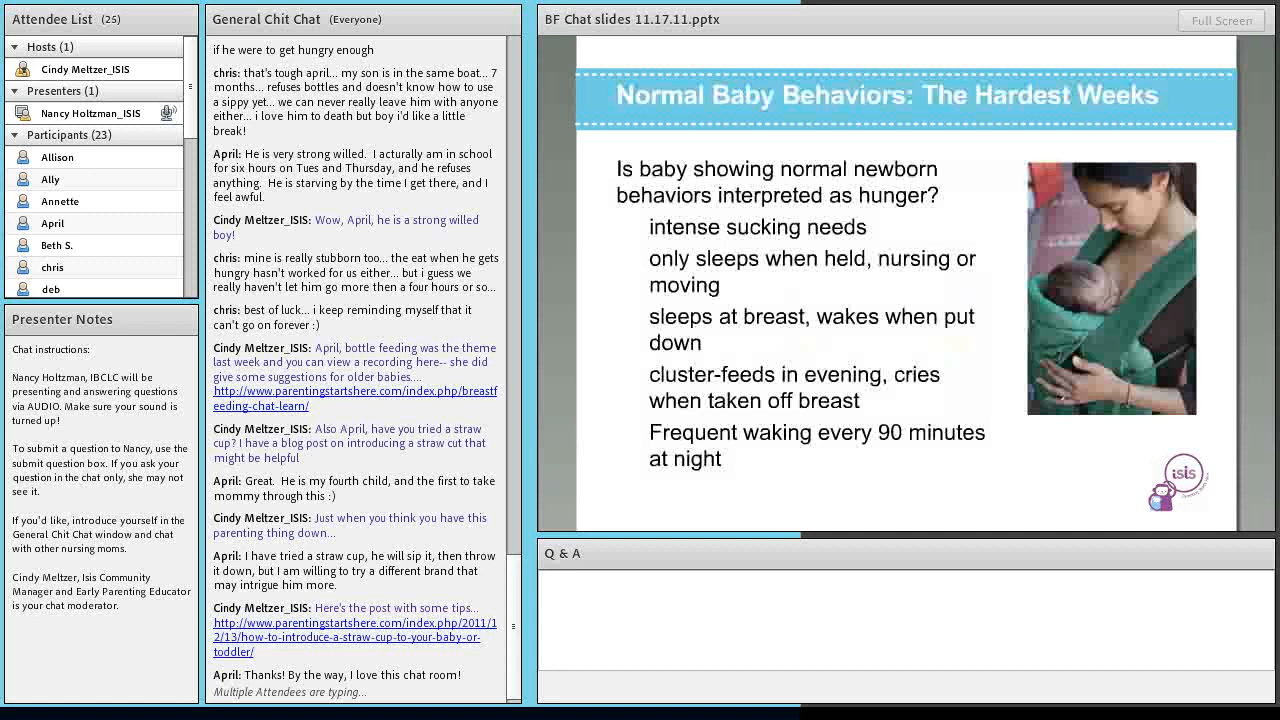 Attendee List (25)
Hosts (1)
Cindy Meltzer_ISIS
Presenters (1)
Nancy Holtzman_ISIS
Participants (23)
Allison
Ally
Annette
April
Beth S.
chris
deb
Presenter Notes
Chat instructions:
Nancy Holtzman, IBCLC will be
presenting and answering questions
via AUDIO. Make sure your sound is
turned up!
To submit a question to Nancy, use the
submit question box. If you ask your
question in the chat only, she may not
see it.
If you'd like, introduce yourself in the
General Chit Chat window and chat
with other nursing moms.
Cindy Meltzer, Isis Community
Manager and Early Parenting Educator
is your chat moderator.
General Chit Chat (Everyone)
if he were to get hungry enough
chris: that's tough april... my son is in the same boat... 7
months... refuses bottles and doesn't know how to use
a sippy yet... we can never really leave him with anyone
either... i love him to death but boy i'd like a little
break!
April: He is very strong willed. I acturally am in school
for six hours on Tues and Thursday, and he refuses
anything. He is starving by the time I get there, and I
feel awful.
Cindy Meltzer_ISIS: Wow, April, he is a strong willed
boy!
chris: mine is really stubborn too... the eat when he gets
hungry hasn't worked for us either... but i guess we
really haven't let him go more then a four hours or so...
chris: best of luck... i keep reminding myself that it
can't go on forever :)
Cindy Meltzer_ISIS: April, bottle feeding was the theme
last week and you can view a recording here-- she did
give some suggestions for older babies....
http://www.parentingstartshere.com/index.php/breastf
eeding-chat-learn/
Cindy Meltzer_ISIS: Also April, have you tried a straw
cup? I have a blog post on introducing a straw cut that
might be helpful
April: Great. He is my fourth child, and the first to take
mommy through this :)
Cindy Meltzer_ISIS: Just when you think you have this
parenting thing down...
April: I have tried a straw cup, he will sip it, then throw
it down, but I am willing to try a different brand that
may intrigue him more.
Cindy Meltzer_ISIS: Here's the post with some tips...
http://www.parentingstartshere.com/index.php/2011/1
2/13/how-to-introduce-a-straw-cup-to-your-baby-or-
toddler/
April: Thanks! By the way, I love this chat room!
Multiple Attendees are typing...
BF Chat slides 11.17.11.pptx
Full Screen
Normal Baby Behaviors: The Hardest Weeks
Is baby showing normal newborn
behaviors interpreted as hunger?
intense sucking needs
only sleeps when held, nursing or
moving
sleeps at breast, wakes when put
down
cluster-feeds in evening, cries
when taken off breast
Frequent waking every 90 minutes
at night
isis
Q & A